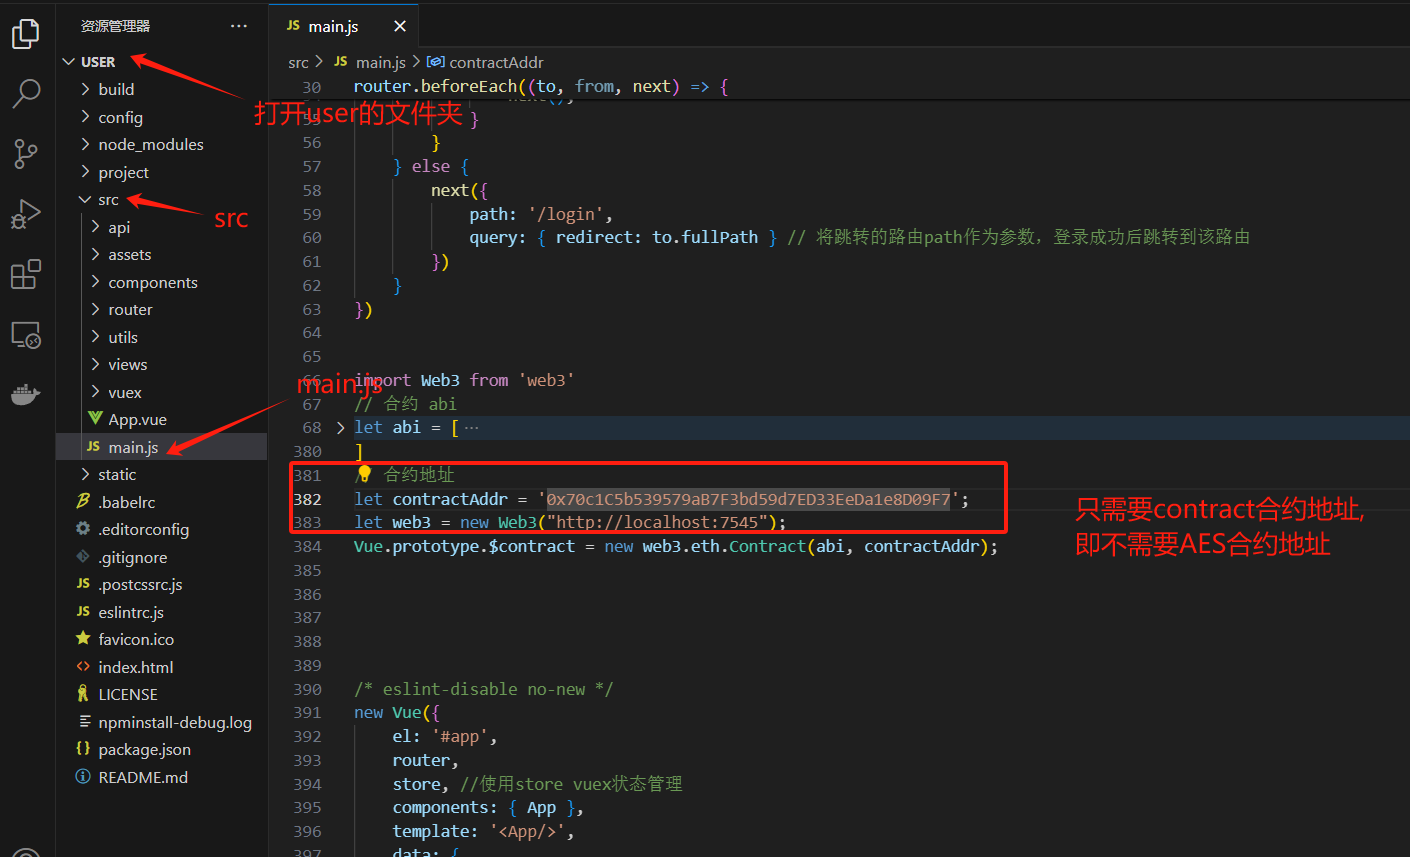 资源管理器 ···
USER
build
config
node_modules
project
src
api
assets
components
router
utils
views
vuex
App.vue
JS main.js
static
.babelrc
.editorconfig
.gitignore
JS .postcssrc.js
JS eslintrc.js
favicon.ico
index.html
LICENSE
npminstall-debug.log
package.json
README.md
打开user的文件夹
src
main.js
JS main.js
src > JS main.js > contractAddr
30 router.beforeEach((to, from, next) => {
55 }
56 }
57 } else {
58 next({
59 path: '/login',
60 query: { redirect: to.fullPath } // 将跳转的路由path作为参数，登录成功后跳转到该路由
61 })
62 }
63 })
64
65
66 import Web3 from 'web3'
67 // 合约 abi
68 let abi = [ ···
380 ]
381 / 合约地址
382 let contractAddr = '0x70c1C5b539579aB7F3bd59d7ED33EeDa1e8D09F7';
383 let web3 = new Web3("http://localhost:7545");
384 Vue.prototype.$contract = new web3.eth.Contract(abi, contractAddr);
385
386
387
388
389
390 /* eslint-disable no-new */
391 new Vue({
392 el: '#app',
393 router,
394 store, //使用store vuex状态管理
395 components: { App },
396 template: '<App/>',
397 data: {
只需要contract合约地址,
即不需要AES合约地址